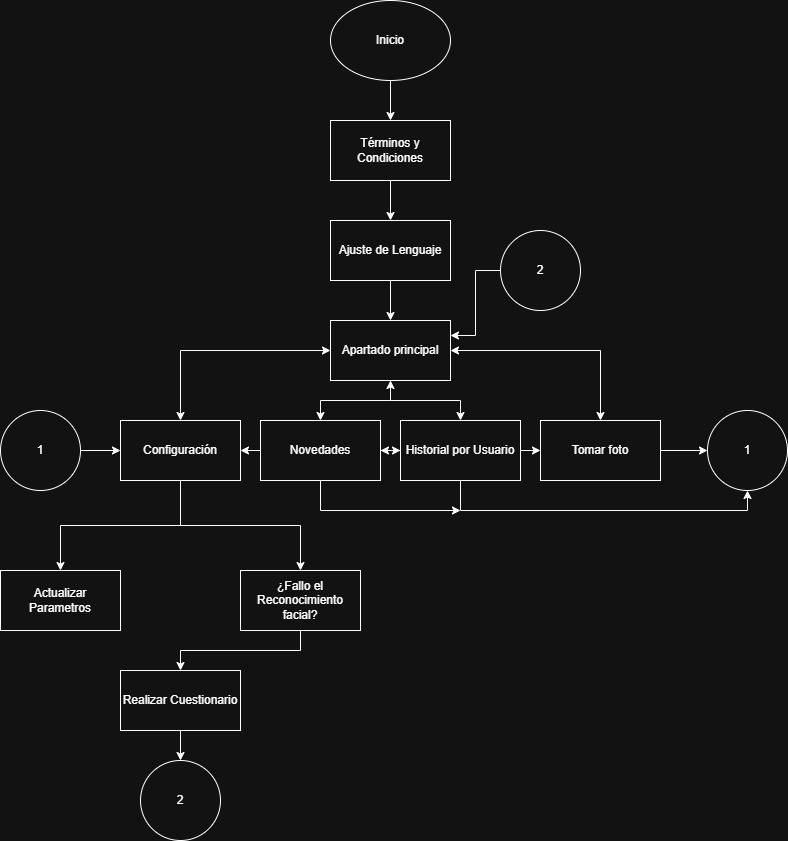 Inicio
Términos y
Condiciones
Ajuste de Lenguaje
2
Apartado principal
1
Configuración
Novedades
Historial por Usuario
Tomar foto
1
Actualizar
Parametros
¿Fallo el
Reconocimiento
facial?
Realizar Cuestionario
2